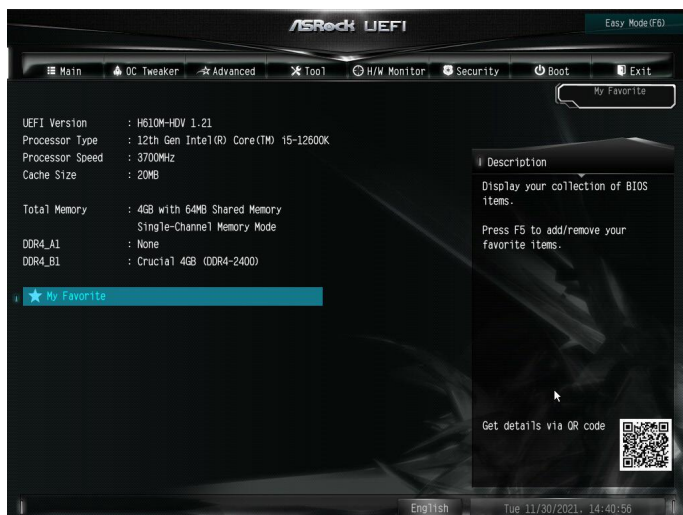 ASRock UEFI
Easy Mode(F6)
Main OC Tweaker Advanced Tool H/W Monitor Security Boot Exit
My Favorite
UEFI Version : H610M-HDV 1.21
Processor Type : 12th Gen Intel(R) Core(TM) i5-12600K
Processor Speed : 3700MHz
Cache Size : 20MB
Total Memory : 4GB with 64MB Shared Memory
Single-Channel Memory Mode
DDR4_A1 : None
DDR4_B1 : Crucial 4GB (DDR4-2400)
My Favorite
Description
Display your collection of BIOS
items.
Press F5 to add/remove your
favorite items.
Get details via QR code
English
Tue 11/30/2021. 14:40:56